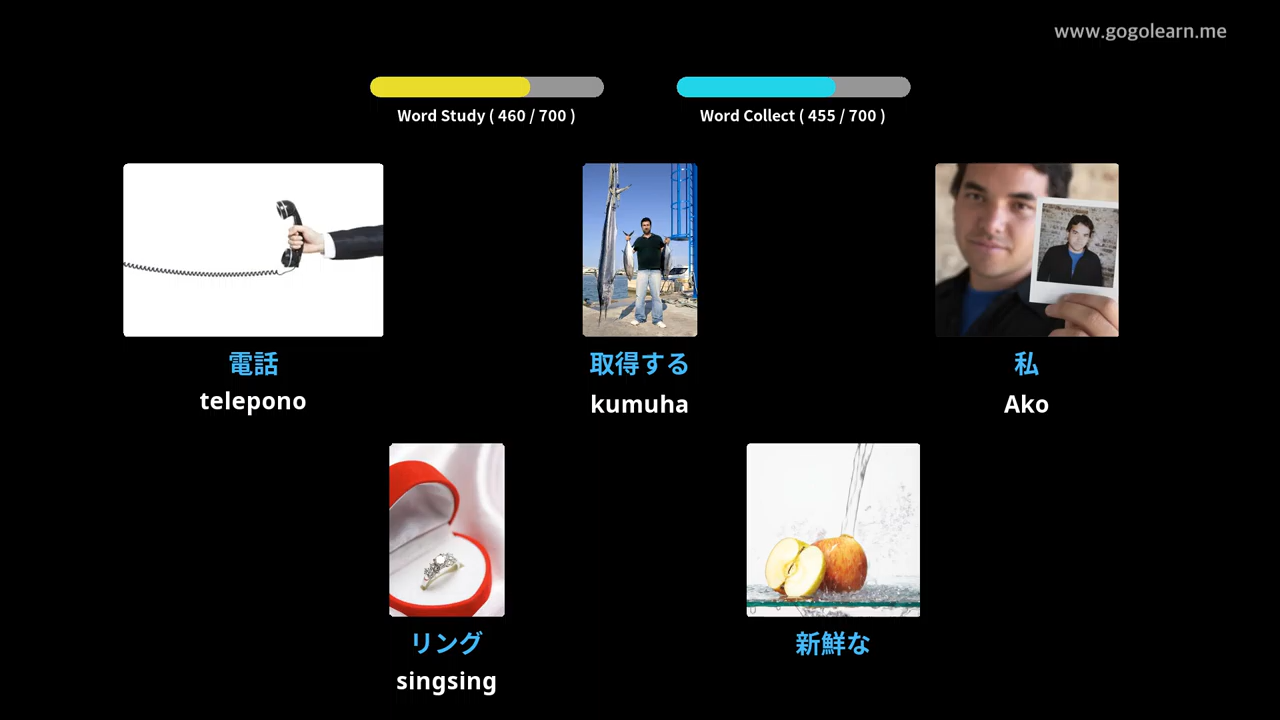 www.gogolearn.me
Word Study ( 460 / 700 )
Word Collect ( 455 / 700 )
電話
telepono
取得する
kumuha
私
Ako
リング
singsing
新鮮な